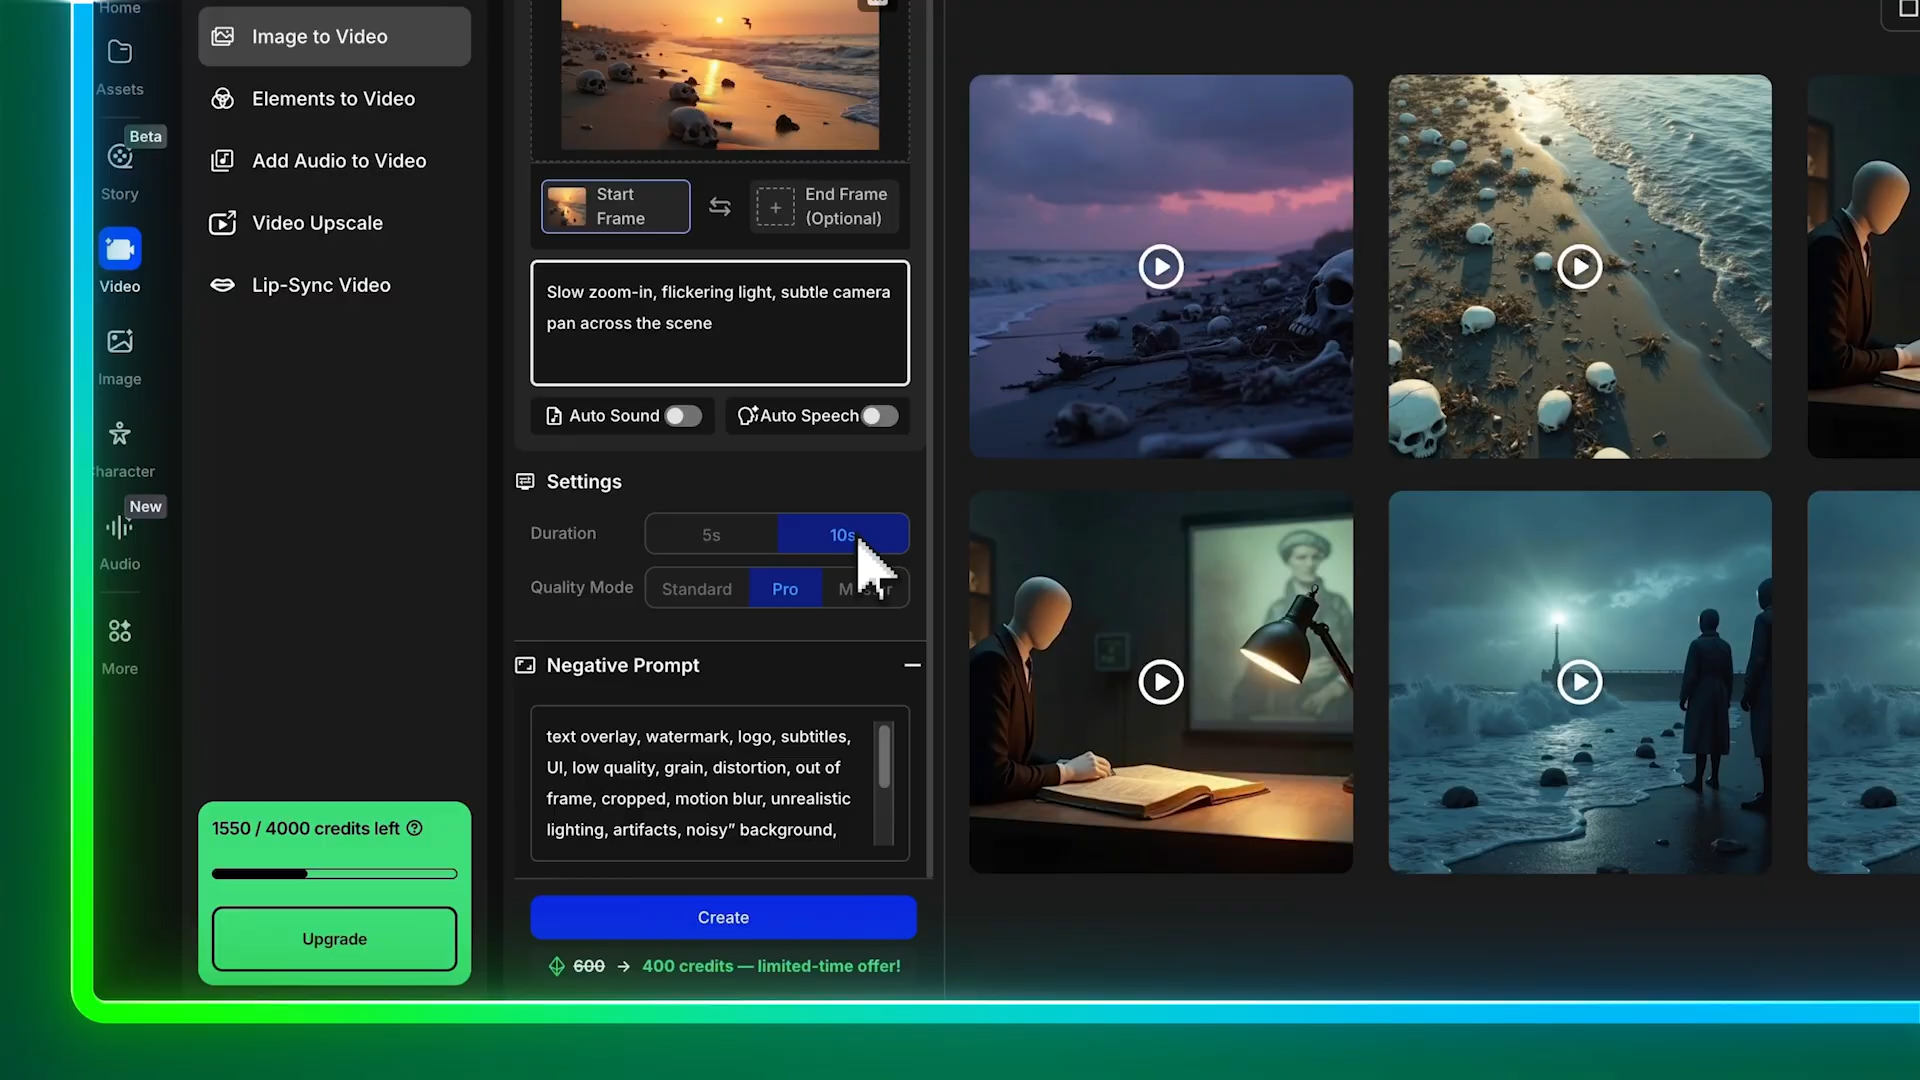 Home
Assets
Beta
Story
Video
Image
Character
New
Audio
More
Image to Video
Elements to Video
Add Audio to Video
Video Upscale
Lip-Sync Video
1550 / 4000 credits left
Upgrade
Start
Frame
End Frame
(Optional)
Slow zoom-in, flickering light, subtle camera
pan across the scene
Auto Sound
Auto Speech
Settings
Duration
5s
10s
Quality Mode
Standard
Pro
Negative Prompt
text overlay, watermark, logo, subtitles,
UI, low quality, grain, distortion, out of
frame, cropped, motion blur, unrealistic
lighting, artifacts, noisy” background,
Create
600 → 400 credits — limited-time offer!